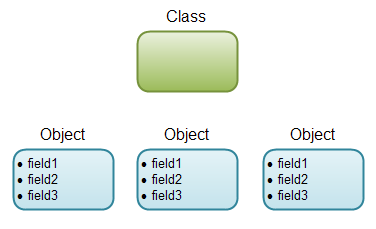 Class
Object Object Object
• field1 • field1 • field1
• field2 • field2 • field2
• field3 • field3 • field3